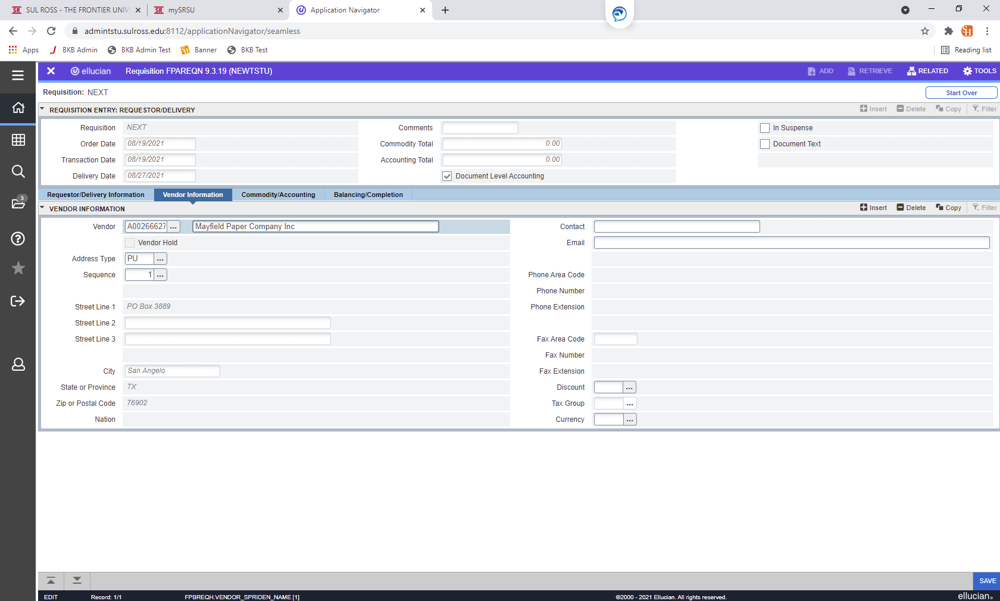 SUL ROSS - THE FRONTIER UNIV
mySRSU
Application Navigator
admintstu.sulross.edu:8112/applicationNavigator/seamless
Apps BKB Admin BKB Admin Test Banner BKB Test Reading list
ellucian Requisition FPAREQN 9.3.19 (NEWTSTU) ADD RETRIEVE RELATED TOOLS
Requisition: NEXT Start Over
REQUISITION ENTRY: REQUESTOR/DELIVERY Insert Delete Copy Filter
Requisition NEXT Comments In Suspense
Order Date 08/19/2021 Commodity Total 0.00 Document Text
Transaction Date 08/19/2021 Accounting Total 0.00
Delivery Date 08/27/2021 Document Level Accounting
Requestor/Delivery Information Vendor Information Commodity/Accounting Balancing/Completion
VENDOR INFORMATION Insert Delete Copy Filter
Vendor A00266627 ... Mayfield Paper Company Inc Contact
Vendor Hold Email
Address Type PU ...
Sequence 1 ... Phone Area Code
3
Phone Number
Street Line 1 PO Box 3889 Phone Extension
Street Line 2
Street Line 3 Fax Area Code
Fax Number
City San Angelo Fax Extension
State or Province TX Discount ...
Zip or Postal Code 76902 Tax Group ...
Nation Currency ...
SAVE
EDIT Record: 1/1 FPBREQH.VENDOR_SPRIDEN_NAME [1] ©2000 - 2021 Ellucian. All rights reserved. ellucian